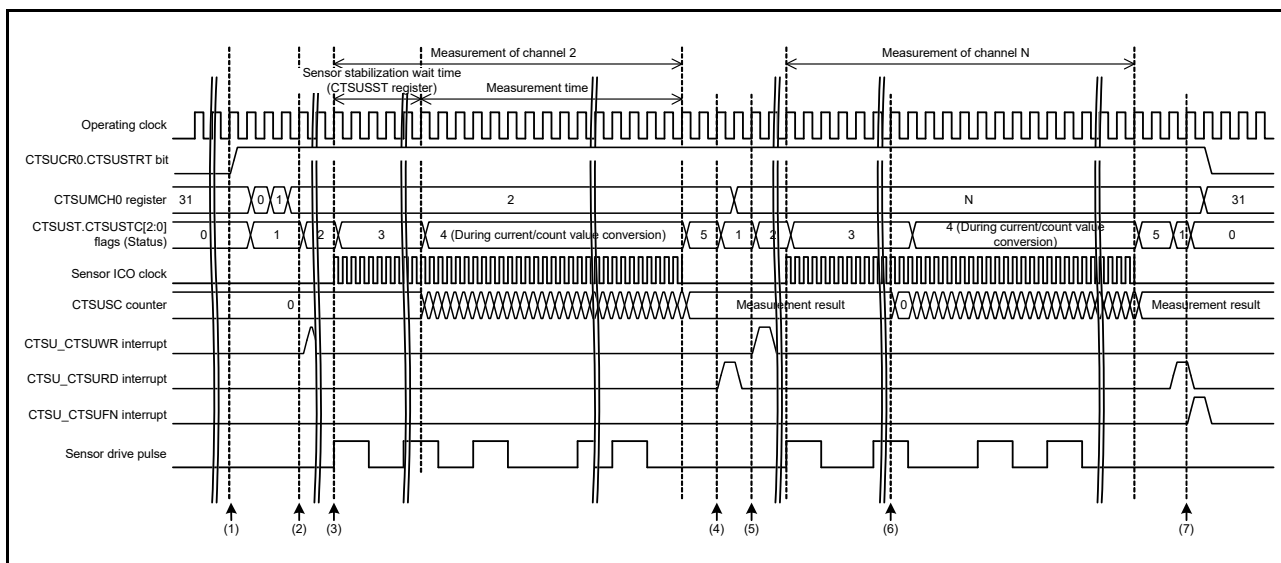 Measurement of channel 2
Measurement of channel N
Sensor stabilization wait time
(CTSUSST register)
Measurement time
Operating clock
CTSUCR0.CTSUSTRT bit
CTSUMCH0 register
31 0 1 2 N 31
CTSUST.CTSUSTC[2:0]
flags (Status)
0 1 2 3 4 (During current/count value conversion) 5 1 2 3 4 (During current/count value
conversion) 5 1 0
Sensor ICO clock
CTSUSC counter
0 Measurement result 0 Measurement result
CTSU_CTSUWR interrupt
CTSU_CTSURD interrupt
CTSU_CTSUFN interrupt
Sensor drive pulse
(1) (2) (3) (4) (5) (6) (7)